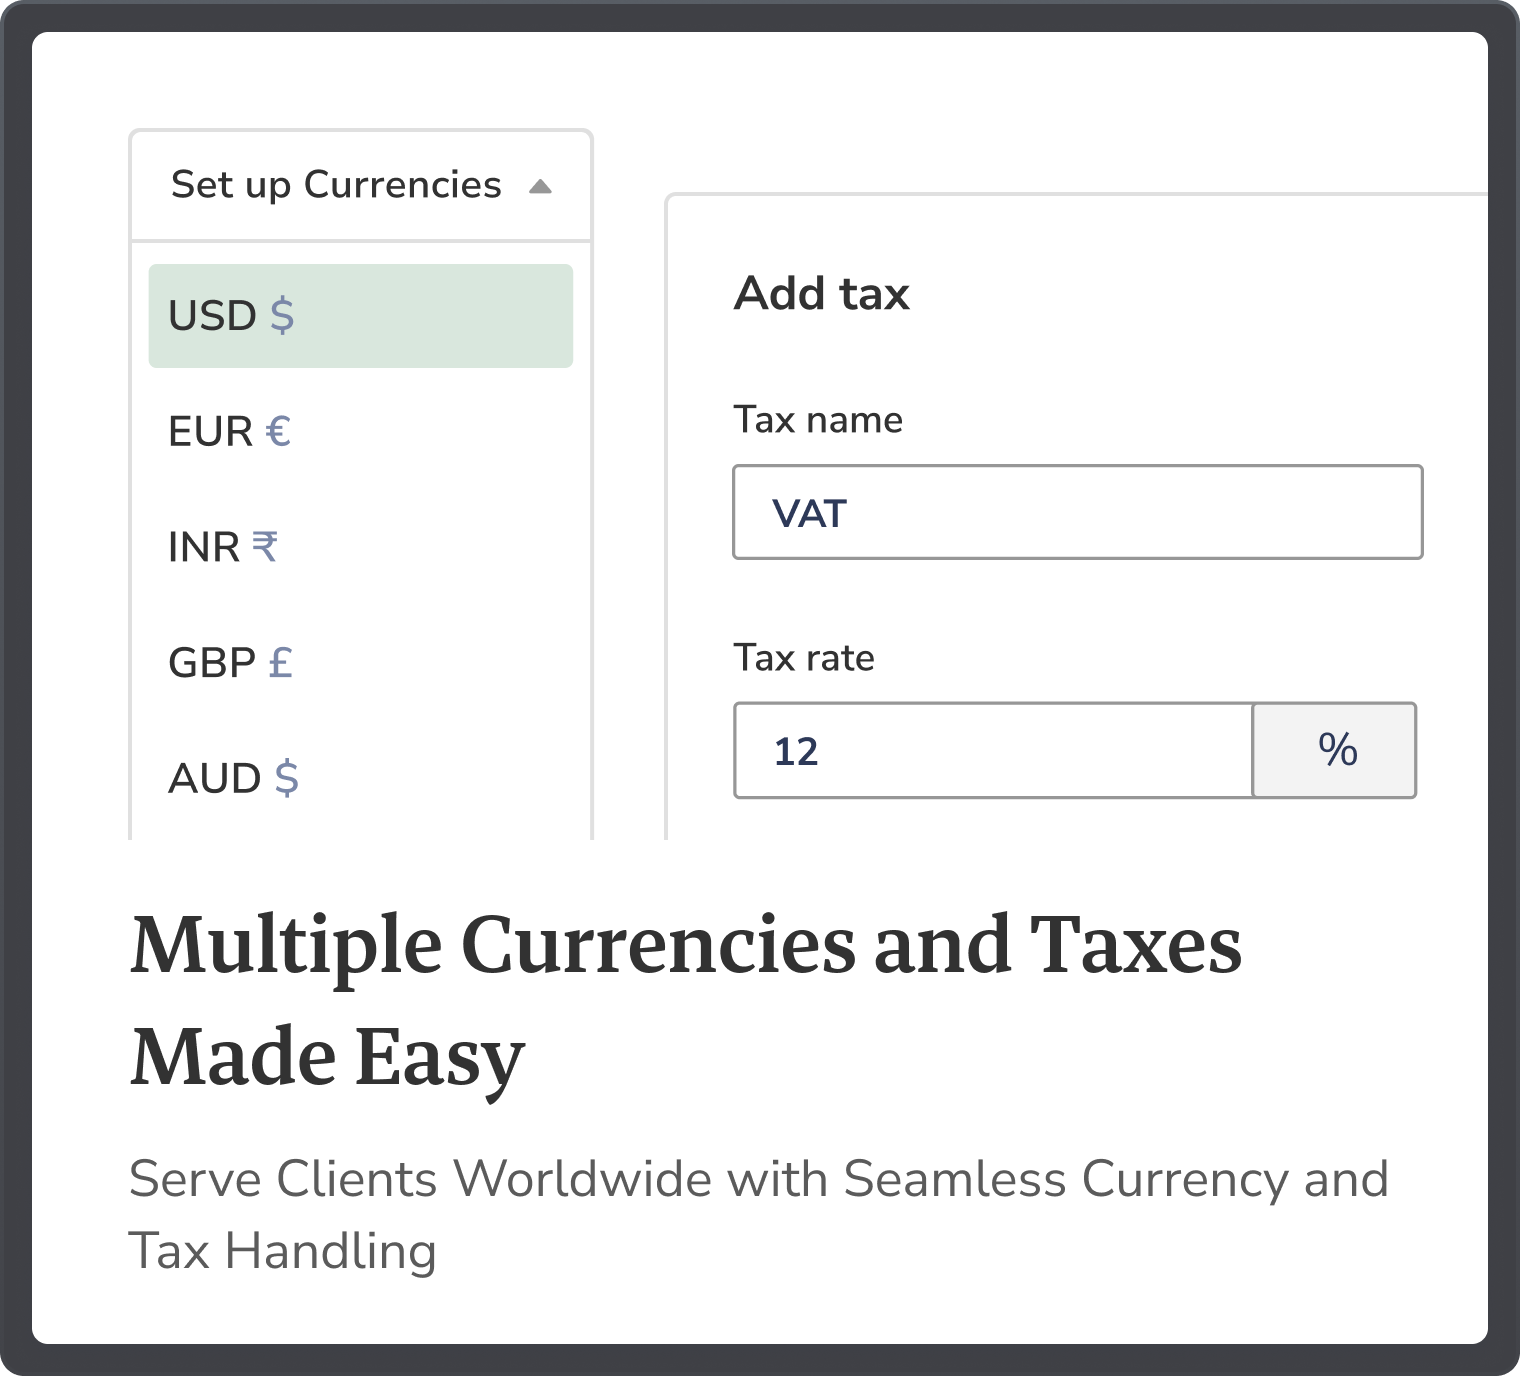 Set up Currencies
USD $
EUR €
INR ₹
GBP £
AUD $
Add tax
Tax name
VAT
Tax rate
12
%
Multiple Currencies and Taxes
Made Easy
Serve Clients Worldwide with Seamless Currency and
Tax Handling